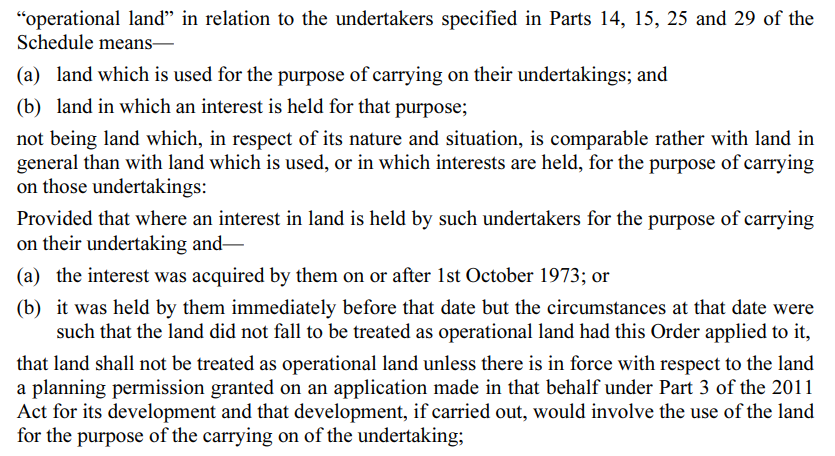 “operational land” in relation to the undertakers specified in Parts 14, 15, 25 and 29 of the
Schedule means—
(a) land which is used for the purpose of carrying on their undertakings; and
(b) land in which an interest is held for that purpose;
not being land which, in respect of its nature and situation, is comparable rather with land in
general than with land which is used, or in which interests are held, for the purpose of carrying
on those undertakings:
Provided that where an interest in land is held by such undertakers for the purpose of carrying
on their undertaking and—
(a) the interest was acquired by them on or after 1st October 1973; or
(b) it was held by them immediately before that date but the circumstances at that date were
such that the land did not fall to be treated as operational land had this Order applied to it,
that land shall not be treated as operational land unless there is in force with respect to the land
a planning permission granted on an application made in that behalf under Part 3 of the 2011
Act for its development and that development, if carried out, would involve the use of the land
for the purpose of the carrying on of the undertaking;